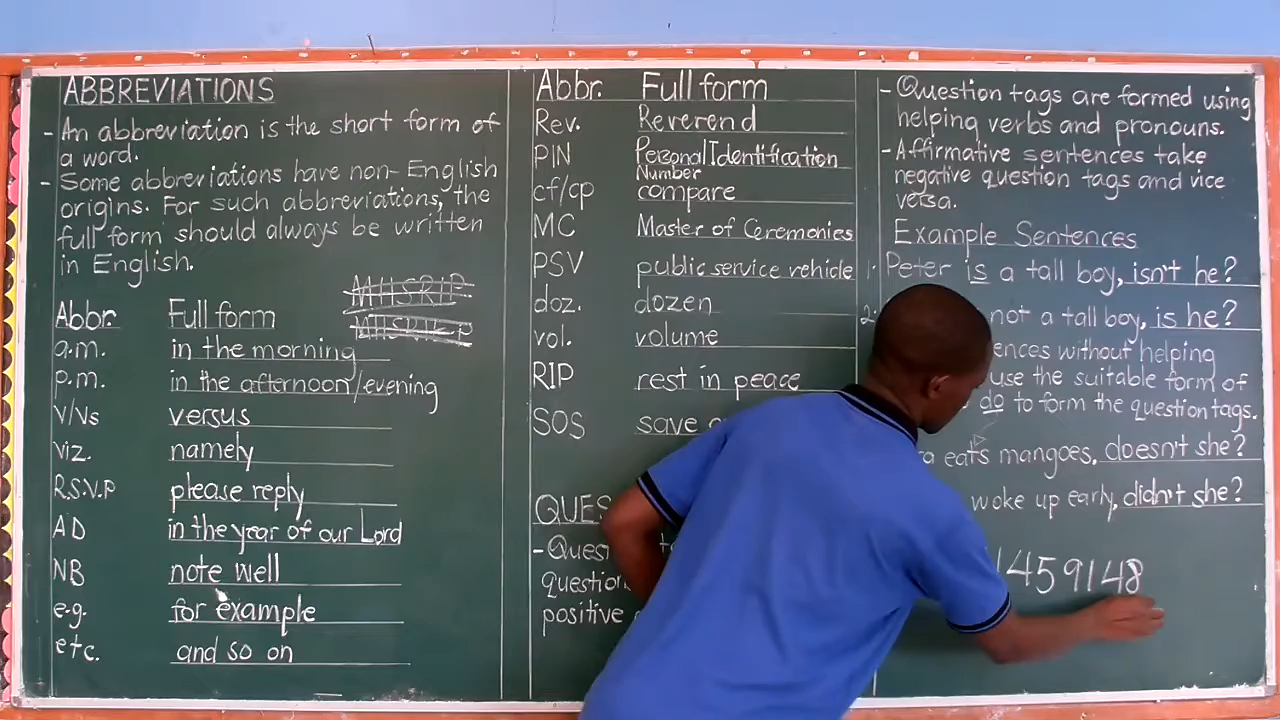 ABBREVIATIONS
- An abbreviation is the short form of
a word.
- Some abbreviations have non-English
origins. For such abbreviations, the
full form should always be written
in English.
Abbr. Full form
a.m. in the morning
p.m. in the afternoon/evening
V/Vs versus
viz. namely
R.S.V.P please reply
AD in the year of our Lord
NB note well
e.g. for example
etc. and so on
Abbr. Full form
Rev. Reverend
PIN Personal Identification
Number
cf/cp compare
MC Master of Ceremonies
PSV public service vehicle
doz. dozen
vol. volume
RIP rest in peace
SOS save
QUES
- Quest
question
positive
- Question tags are formed using
helping verbs and pronouns.
- Affirmative sentences take
negative question tags and vice
versa.
Example Sentences
1. Peter is a tall boy, isn't he?
2. not a tall boy, is he?
ences without helping
use the suitable form of
do to form the question tags.
eats mangoes, doesn't she?
woke up early, didn't she?
1459148